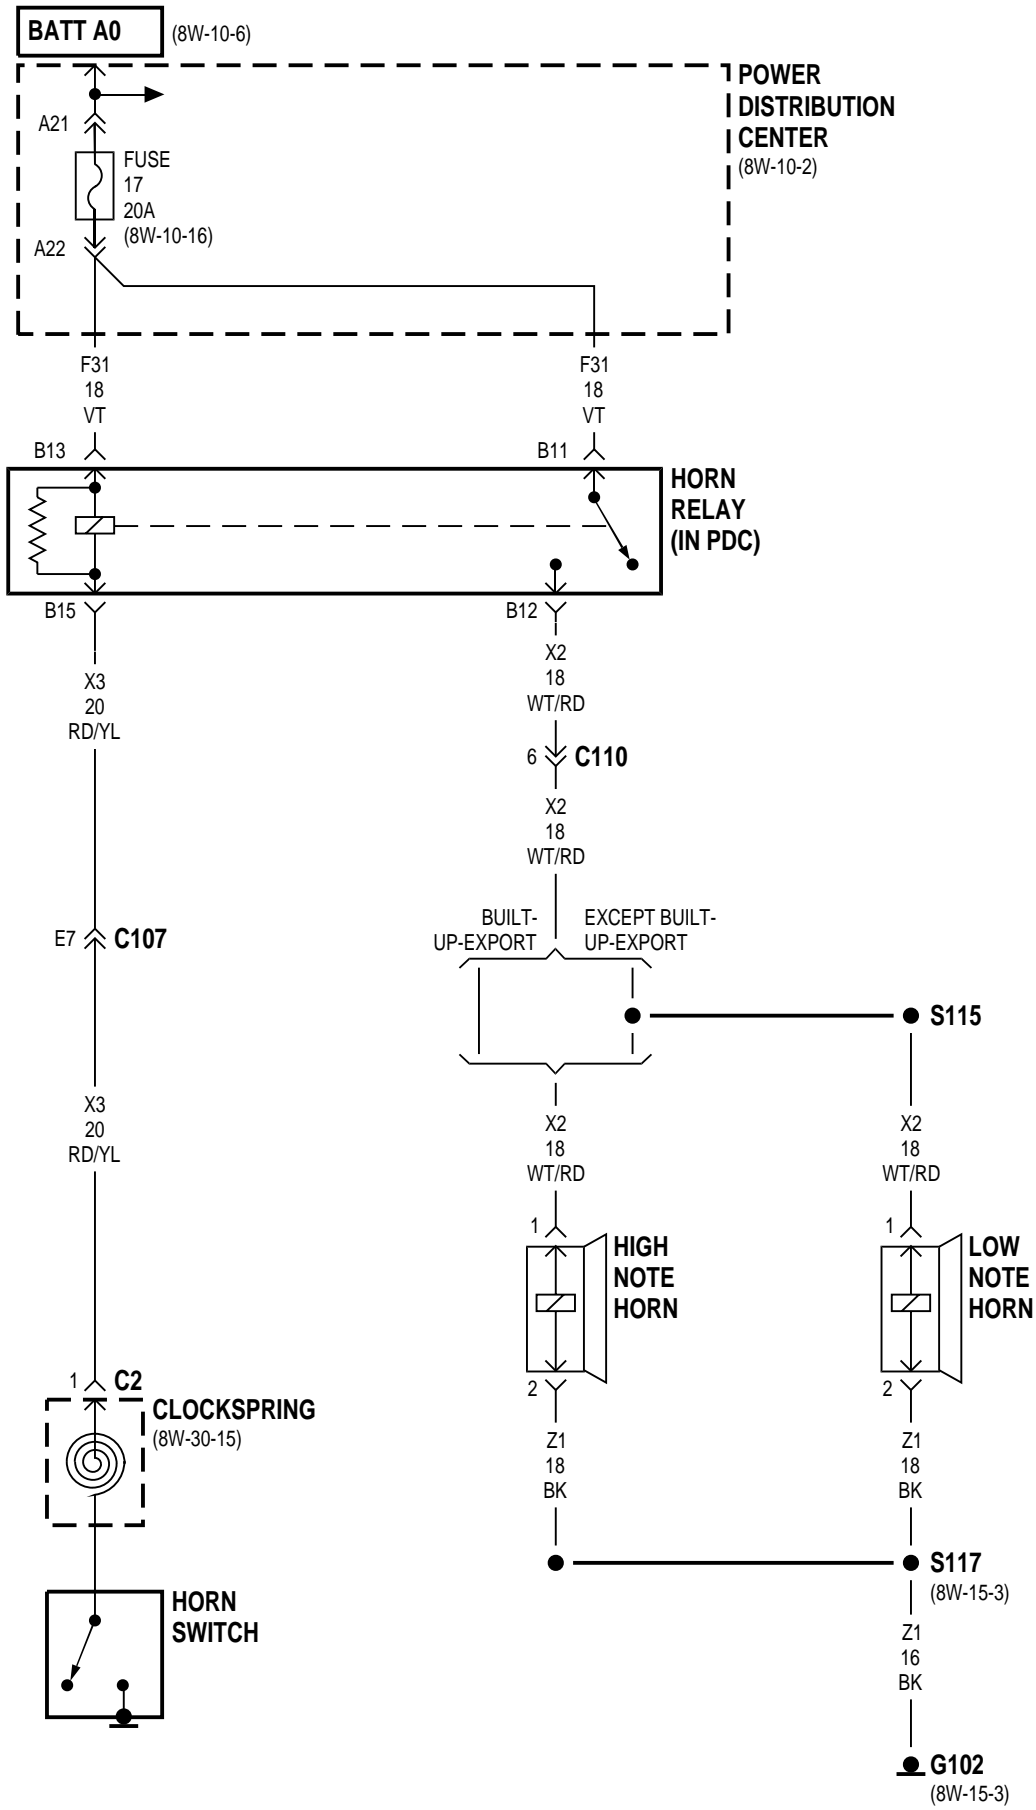 BATT A0
(8W-10-6)
POWER
DISTRIBUTION
CENTER
(8W-10-2)
A21
FUSE
17
20A
(8W-10-16)
A22
F31
18
VT
F31
18
VT
B13
B11
HORN
RELAY
(IN PDC)
B15
B12
X3
20
RD/YL
X2
18
WT/RD
6
C110
X2
18
WT/RD
BUILT-
UP-EXPORT
EXCEPT BUILT-
UP-EXPORT
E7
C107
S115
X3
20
RD/YL
X2
18
WT/RD
X2
18
WT/RD
1
HIGH
NOTE
HORN
1
LOW
NOTE
HORN
1
C2
2
2
CLOCKSPRING
(8W-30-15)
Z1
18
BK
Z1
18
BK
S117
(8W-15-3)
HORN
SWITCH
Z1
16
BK
G102
(8W-15-3)